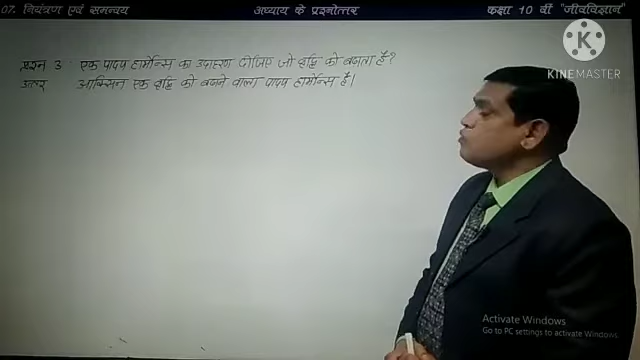 07. नियंत्रण एवं समन्वय अध्याय के प्रश्नोत्तर कक्षा 10 वीं "जीवविज्ञान"
K
KINEMASTER
प्रश्न 3 एक पादप हार्मोन्स का उदाहरण दीजिए जो वृद्धि को बढ़ाता है?
उत्तर आक्सिन एक वृद्धि को बढ़ाने वाला पादप हार्मोन्स है।
Activate Windows
Go to PC settings to activate Windows